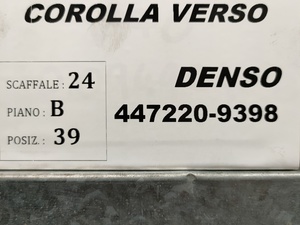 COROLLA VERSO
SCAFFALE : 24
PIANO : B
POSIZ. : 39
DENSO
447220-9398